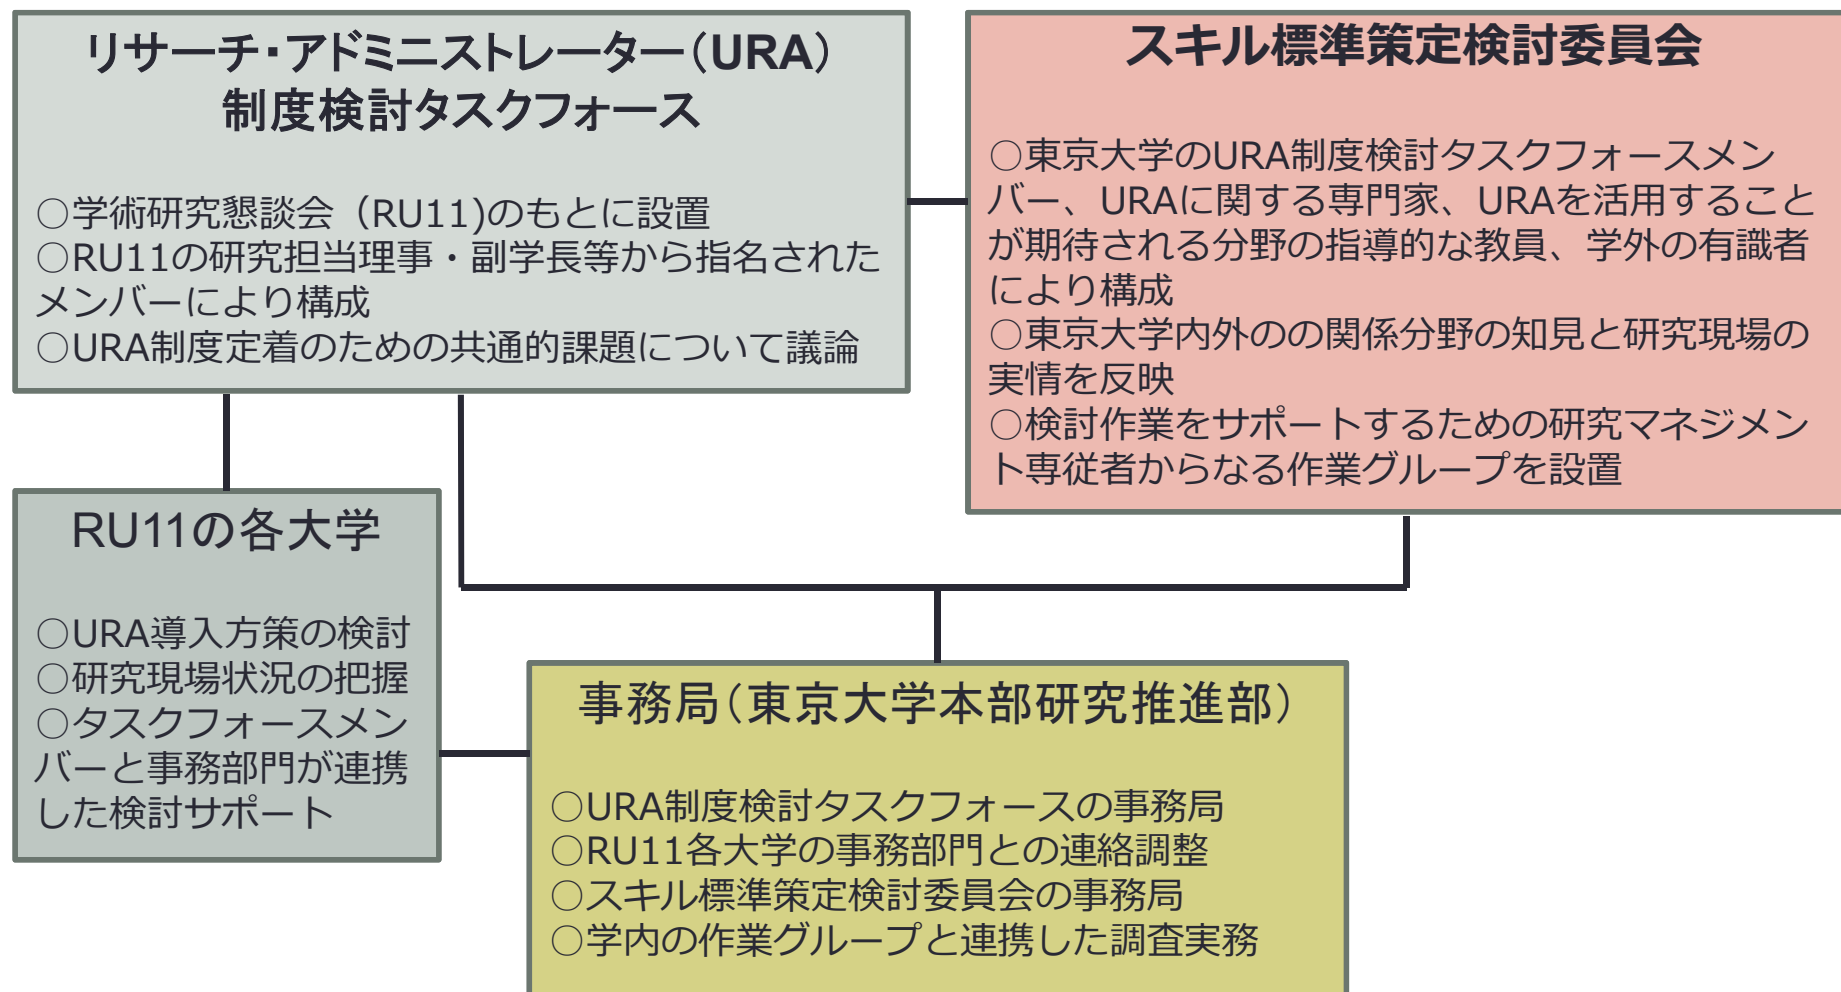 リサーチ・アドミニストレーター(URA)
制度検討タスクフォース
○学術研究懇談会（RU11)のもとに設置
○RU11の研究担当理事・副学長等から指名された
メンバーにより構成
○URA制度定着のための共通的課題について議論
スキル標準策定検討委員会
○東京大学のURA制度検討タスクフォースメン
バー、URAに関する専門家、URAを活用すること
が期待される分野の指導的な教員、学外の有識者
により構成
○東京大学内外のの関係分野の知見と研究現場の
実情を反映
○検討作業をサポートするための研究マネジメン
ト専従者からなる作業グループを設置
RU11の各大学
○URA導入方策の検討
○研究現場状況の把握
○タスクフォースメン
バーと事務部門が連携
した検討サポート
事務局(東京大学本部研究推進部)
○URA制度検討タスクフォースの事務局
○RU11各大学の事務部門との連絡調整
○スキル標準策定検討委員会の事務局
○学内の作業グループと連携した調査実務